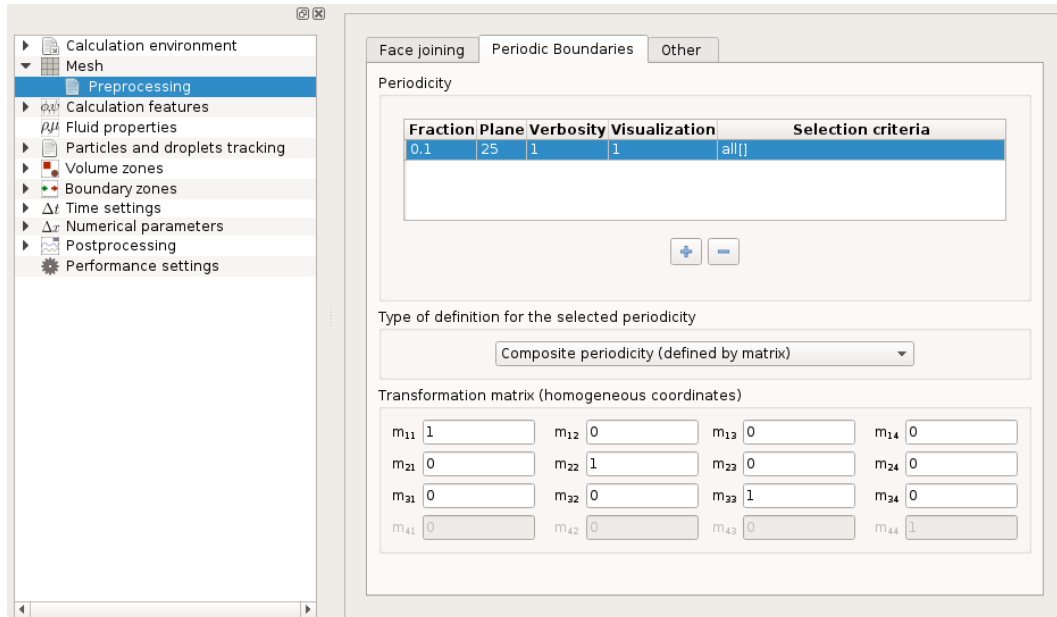 Calculation environment
Mesh
Preprocessing
Calculation features
Fluid properties
Particles and droplets tracking
Volume zones
Boundary zones
Δt Time settings
Δx Numerical parameters
Postprocessing
Performance settings
Face joining Periodic Boundaries Other
Periodicity
Fraction Plane Verbosity Visualization Selection criteria
0.1 25 1 1 all[]
Type of definition for the selected periodicity
Composite periodicity (defined by matrix)
Transformation matrix (homogeneous coordinates)
m₁₁ 1 m₁₂ 0 m₁₃ 0 m₁₄ 0
m₂₁ 0 m₂₂ 1 m₂₃ 0 m₂₄ 0
m₃₁ 0 m₃₂ 0 m₃₃ 1 m₃₄ 0
m₄₁ 0 m₄₂ 0 m₄₃ 0 m₄₄ 1